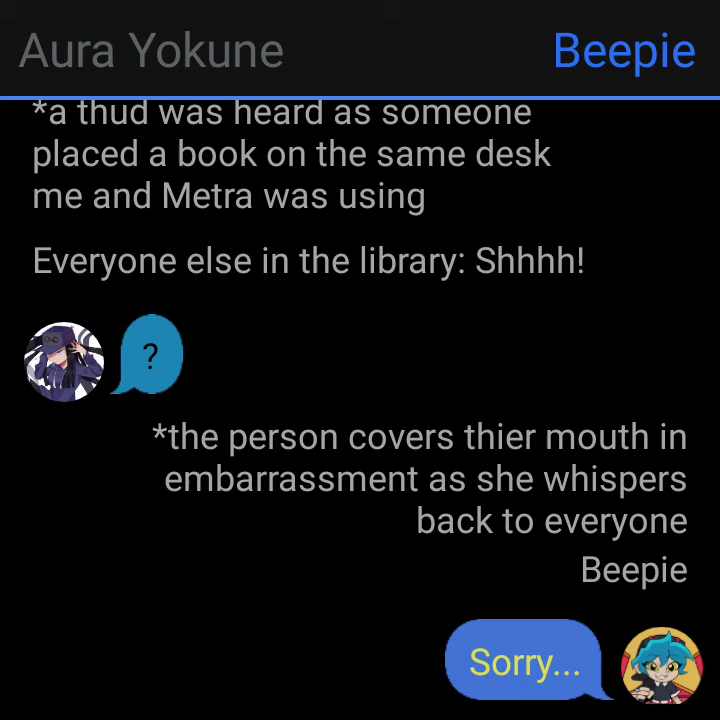 Aura Yokune
Beepie
*a thud was heard as someone
placed a book on the same desk
me and Metra was using
Everyone else in the library: Shhhh!
?
*the person covers thier mouth in
embarrassment as she whispers
back to everyone
Beepie
Sorry...